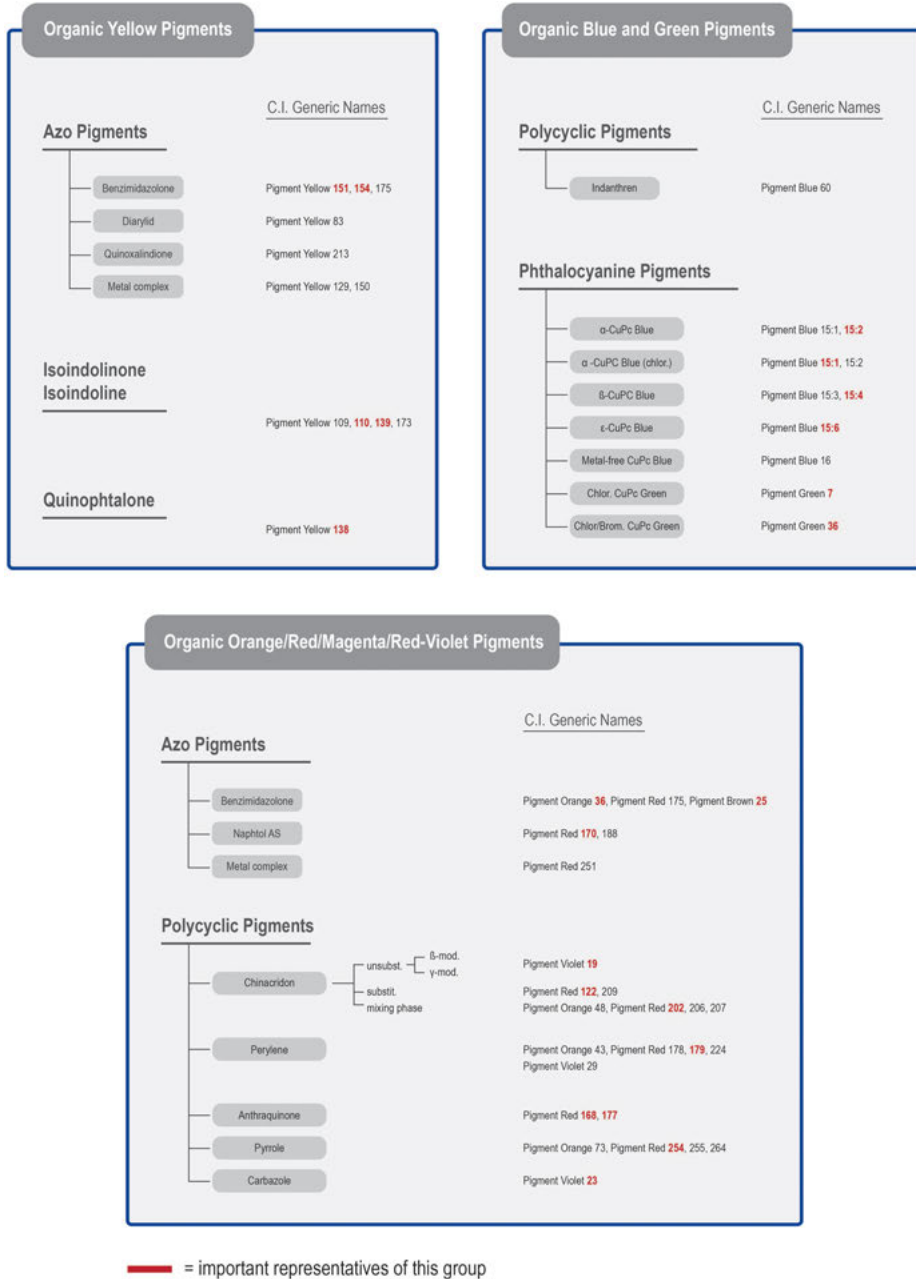 Organic Yellow Pigments
C.I. Generic Names
Azo Pigments
Benzimidazolone Pigment Yellow 151, 154, 175
Diarylid Pigment Yellow 83
Quinoxalindione Pigment Yellow 213
Metal complex Pigment Yellow 129, 150
Isoindolinone
Isoindoline
Pigment Yellow 109, 110, 139, 173
Quinophtalone
Pigment Yellow 138
Organic Blue and Green Pigments
C.I. Generic Names
Polycyclic Pigments
Indanthren Pigment Blue 60
Phthalocyanine Pigments
α-CuPc Blue Pigment Blue 15:1, 15:2
α -CuPC Blue (chlor.) Pigment Blue 15:1, 15:2
ß-CuPC Blue Pigment Blue 15:3, 15:4
ε-CuPc Blue Pigment Blue 15:6
Metal-free CuPc Blue Pigment Blue 16
Chlor. CuPc Green Pigment Green 7
Chlor/Brom. CuPc Green Pigment Green 36
Organic Orange/Red/Magenta/Red-Violet Pigments
C.I. Generic Names
Azo Pigments
Benzimidazolone Pigment Orange 36, Pigment Red 175, Pigment Brown 25
Naphtol AS Pigment Red 170, 188
Metal complex Pigment Red 251
Polycyclic Pigments
ß-mod.
unsubst. Pigment Violet 19
γ-mod.
Chinacridon
substit. Pigment Red 122, 209
mixing phase Pigment Orange 48, Pigment Red 202, 206, 207
Perylene Pigment Orange 43, Pigment Red 178, 179, 224
Pigment Violet 29
Anthraquinone Pigment Red 168, 177
Pyrrole Pigment Orange 73, Pigment Red 254, 255, 264
Carbazole Pigment Violet 23
= important representatives of this group